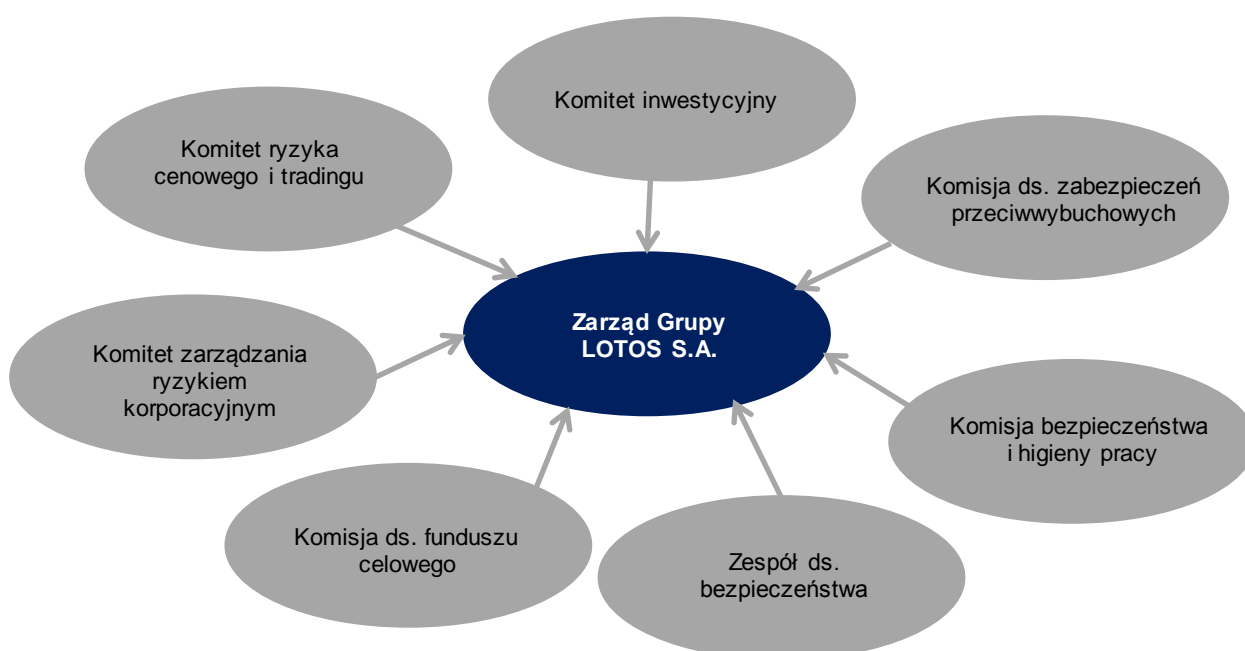 Komitet inwestycyjny
Komitet ryzyka
cenowego i tradingu
Komisja ds. zabezpieczeń
przeciwwybuchowych
Zarząd Grupy
LOTOS S.A.
Komitet zarządzania
ryzykiem
korporacyjnym
Komisja bezpieczeństwa
i higieny pracy
Komisja ds. funduszu
celowego
Zespół ds.
bezpieczeństwa